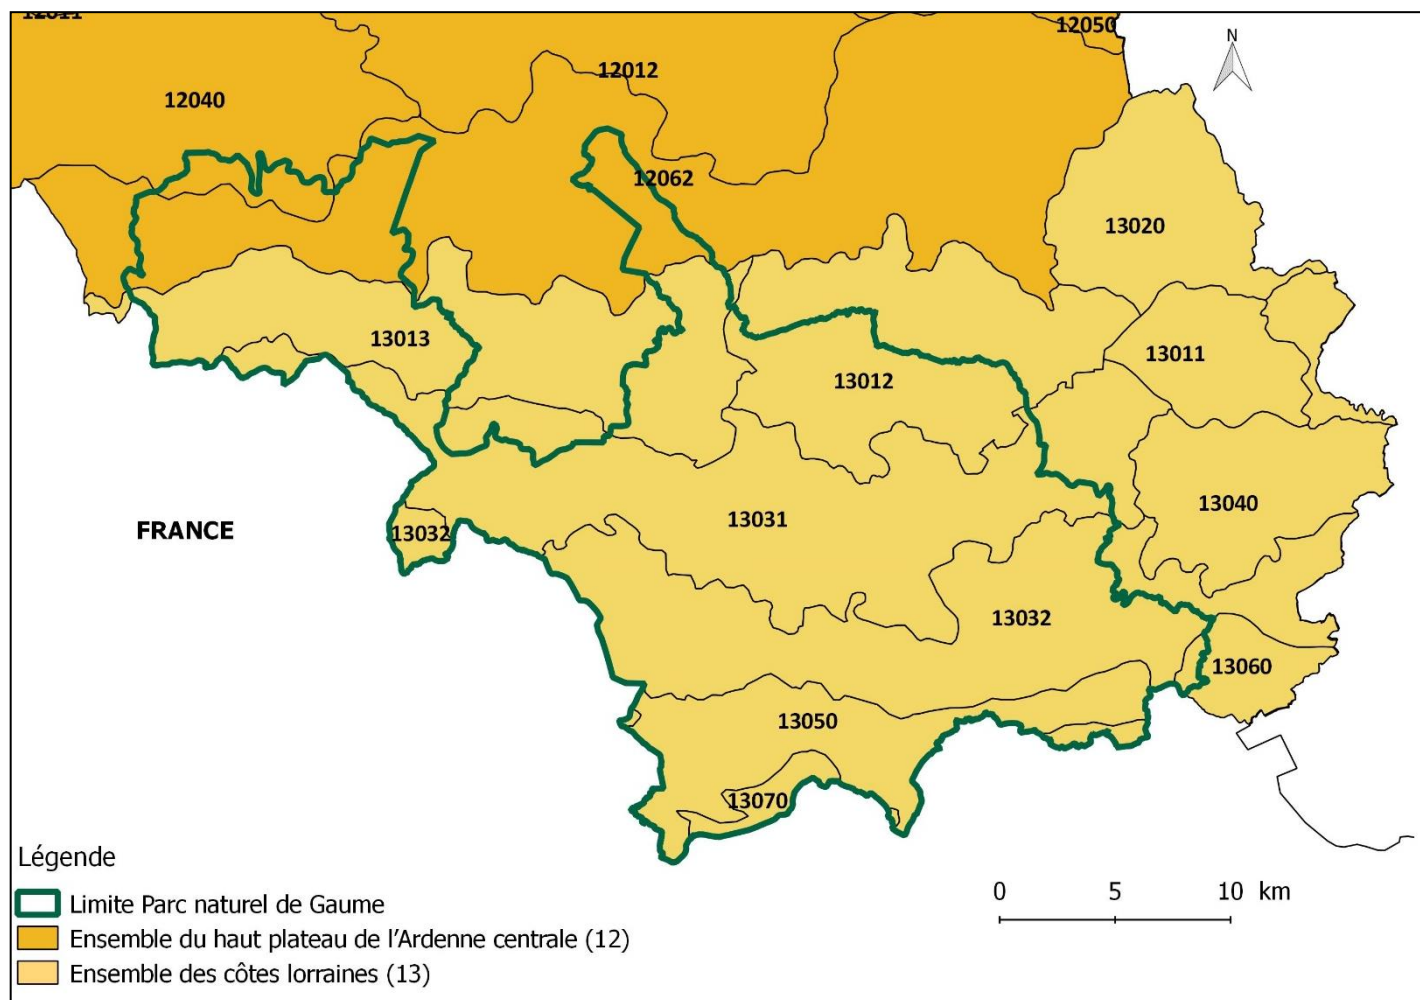 12011
12050
N
12012
12040
12062
13020
13013
13011
13012
13040
13031
FRANCE
13032
13032
13060
13050
13070
Légende
Limite Parc naturel de Gaume
0 5 10 km
Ensemble du haut plateau de l'Ardenne centrale (12)
Ensemble des côtes lorraines (13)